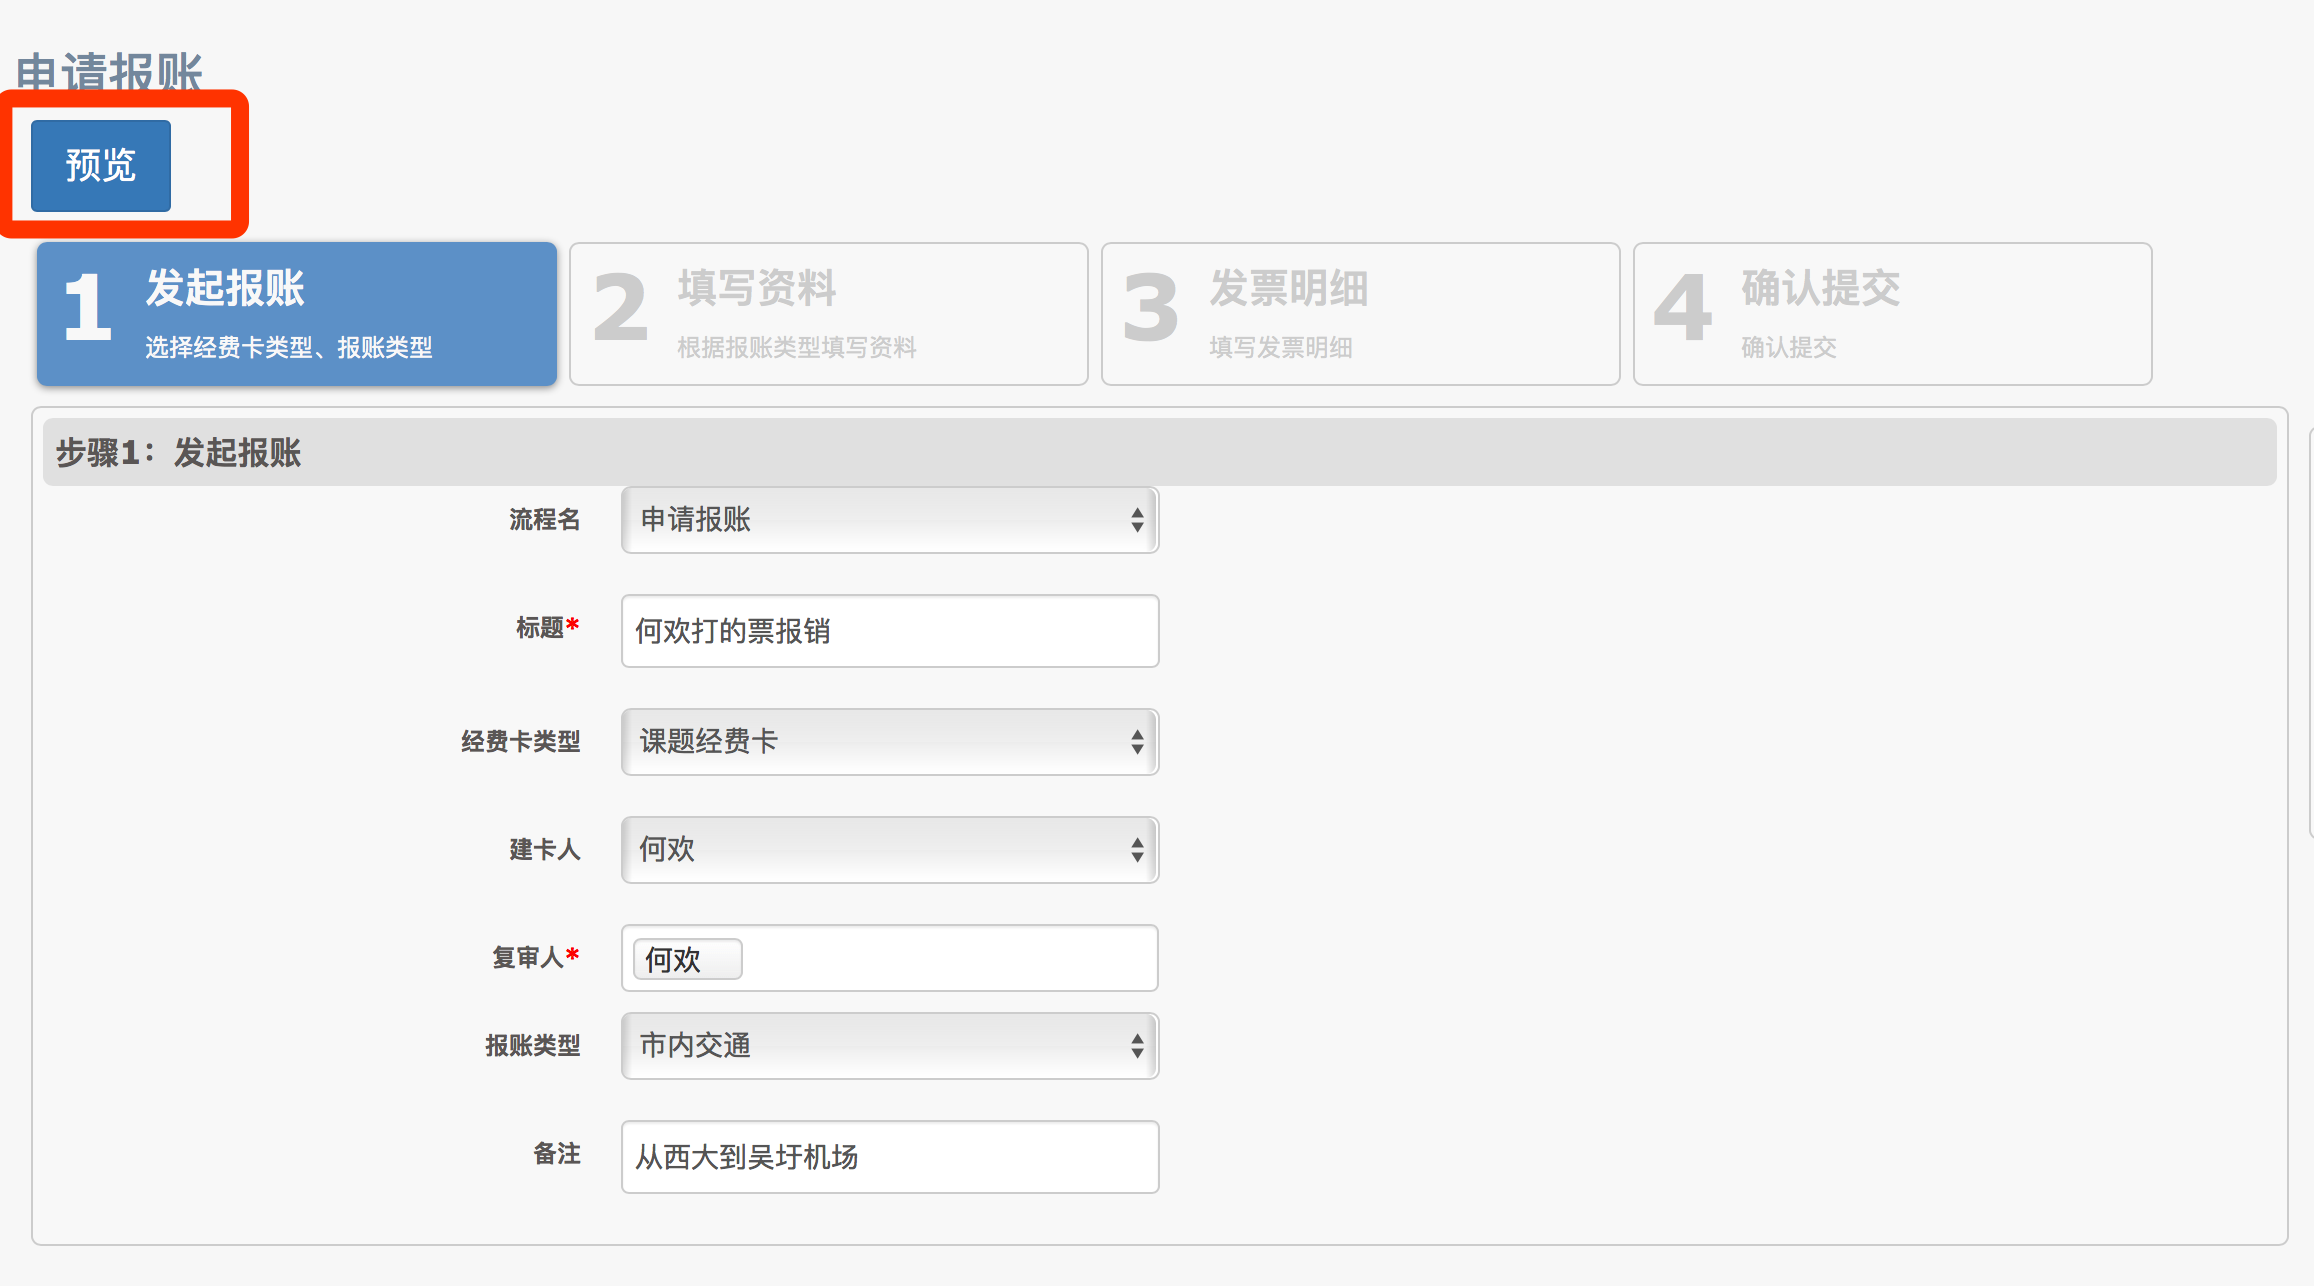 申请报账
预览
1 发起报账
选择经费卡类型、报账类型
2 填写资料
根据报账类型填写资料
3 发票明细
填写发票明细
4 确认提交
确认提交
步骤1：发起报账
流程名 申请报账
标题* 何欢打的票报销
经费卡类型 课题经费卡
建卡人 何欢
复审人* 何欢
报账类型 市内交通
备注 从西大到吴圩机场